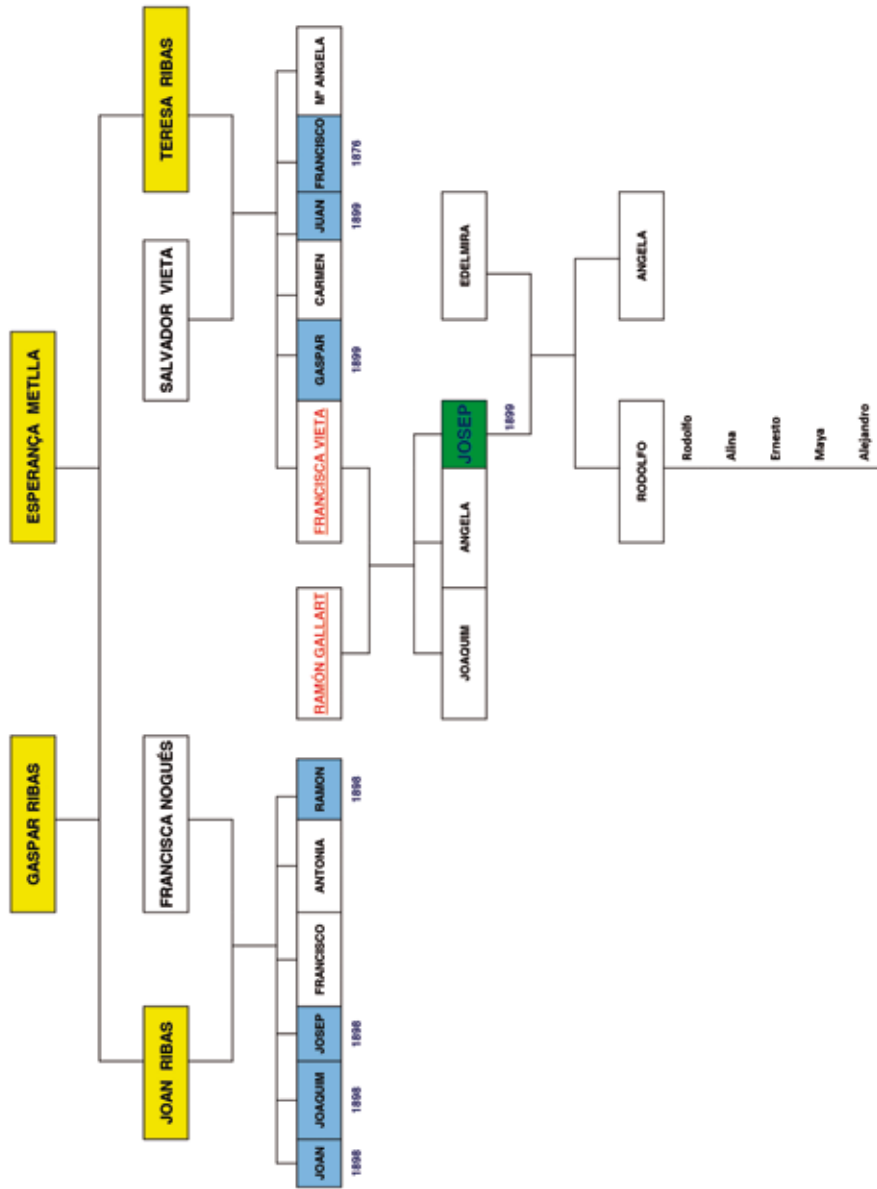 GASPAR RIBAS
ESPERANÇA METLLA
JOAN RIBAS
FRANCISCA NOGUÉS
SALVADOR VIETA
TERESA RIBAS
JOAN
JOAQUIM
JOSEP
FRANCISCO
ANTONIA
RAMON
RAMÓN GALLART
FRANCISCA VIETA
GASPAR
CARMEN
JUAN
FRANCISCO
Mª ANGELA
1898
1898
1898
1898
1899
1899
1876
JOAQUIM
ANGELA
JOSEP
EDELMIRA
1899
RODOLFO
ANGELA
Rodolfo
Alina
Ernesto
Maya
Alejandro